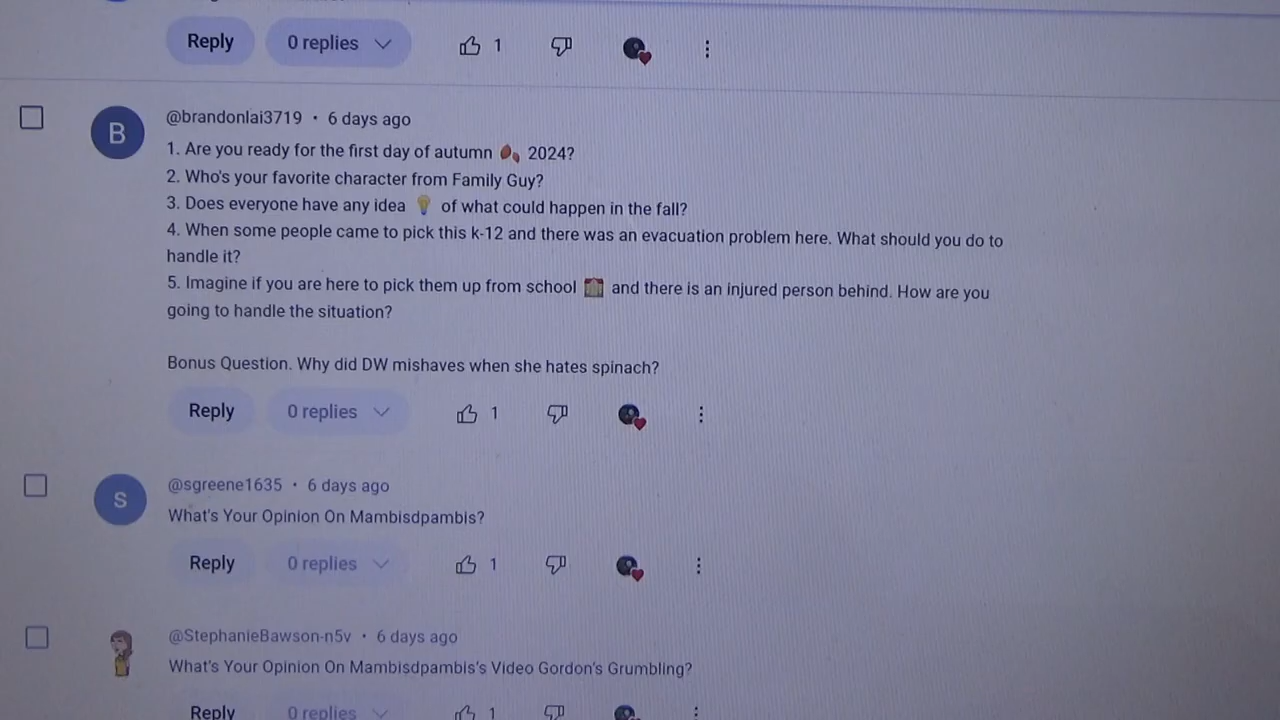 Reply 0 replies 1
B @brandonlai3719 • 6 days ago
1. Are you ready for the first day of autumn 🍂 2024?
2. Who's your favorite character from Family Guy?
3. Does everyone have any idea 💡 of what could happen in the fall?
4. When some people came to pick this k-12 and there was an evacuation problem here. What should you do to
handle it?
5. Imagine if you are here to pick them up from school 🏫 and there is an injured person behind. How are you
going to handle the situation?
Bonus Question. Why did DW mishaves when she hates spinach?
Reply 0 replies 1
S @sgreene1635 • 6 days ago
What's Your Opinion On Mambisdpambis?
Reply 0 replies 1
@StephanieBawson-n5v • 6 days ago
What's Your Opinion On Mambisdpambis's Video Gordon's Grumbling?
Reply 0 replies 1